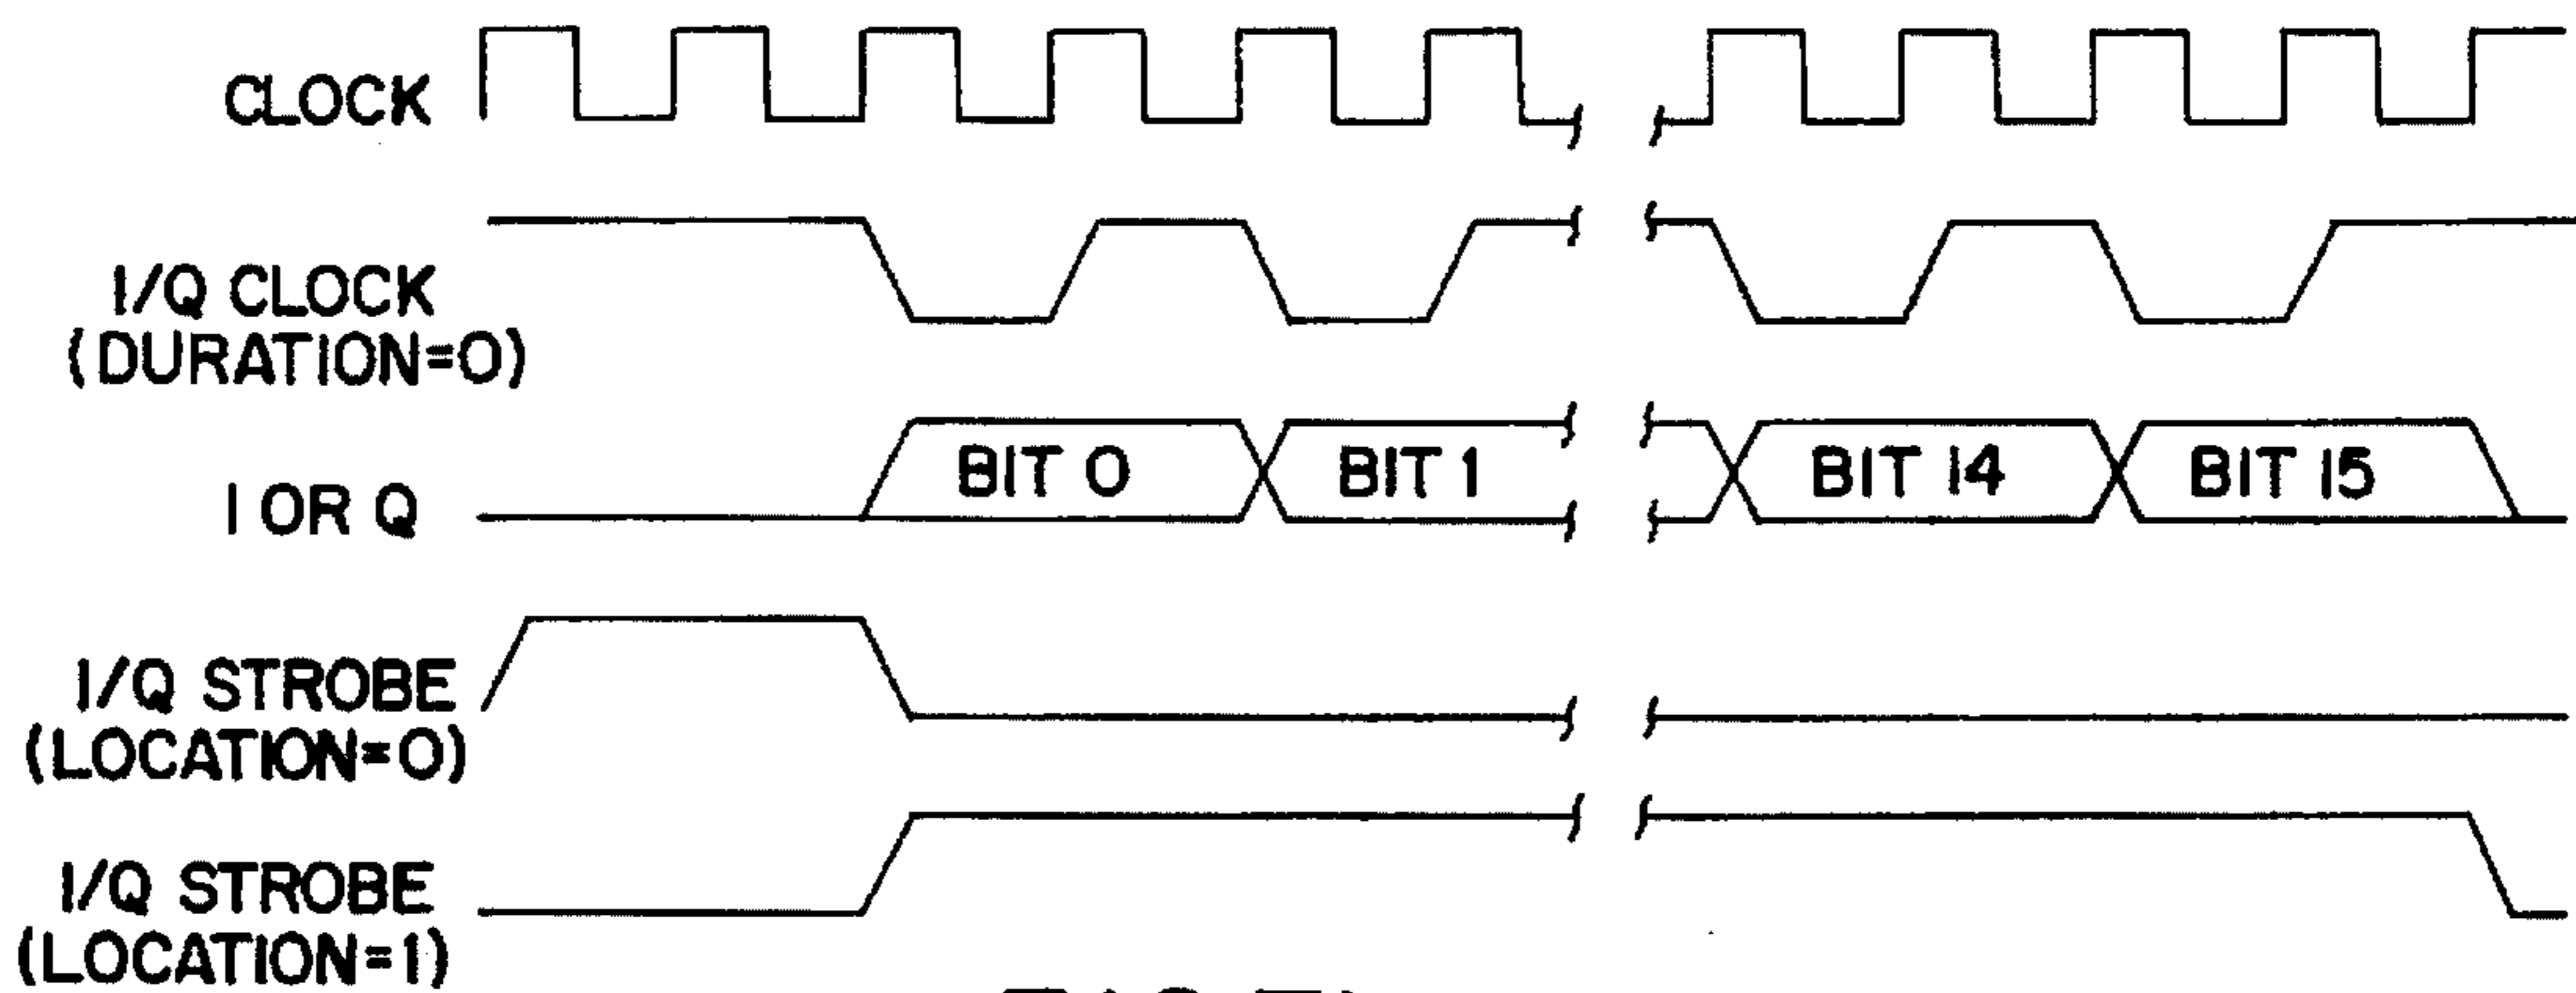 CLOCK
I/Q CLOCK
(DURATION=0)
BIT 0 BIT 1 BIT 14 BIT 15
I OR Q
I/Q STROBE
(LOCATION=0)
I/Q STROBE
(LOCATION=1)